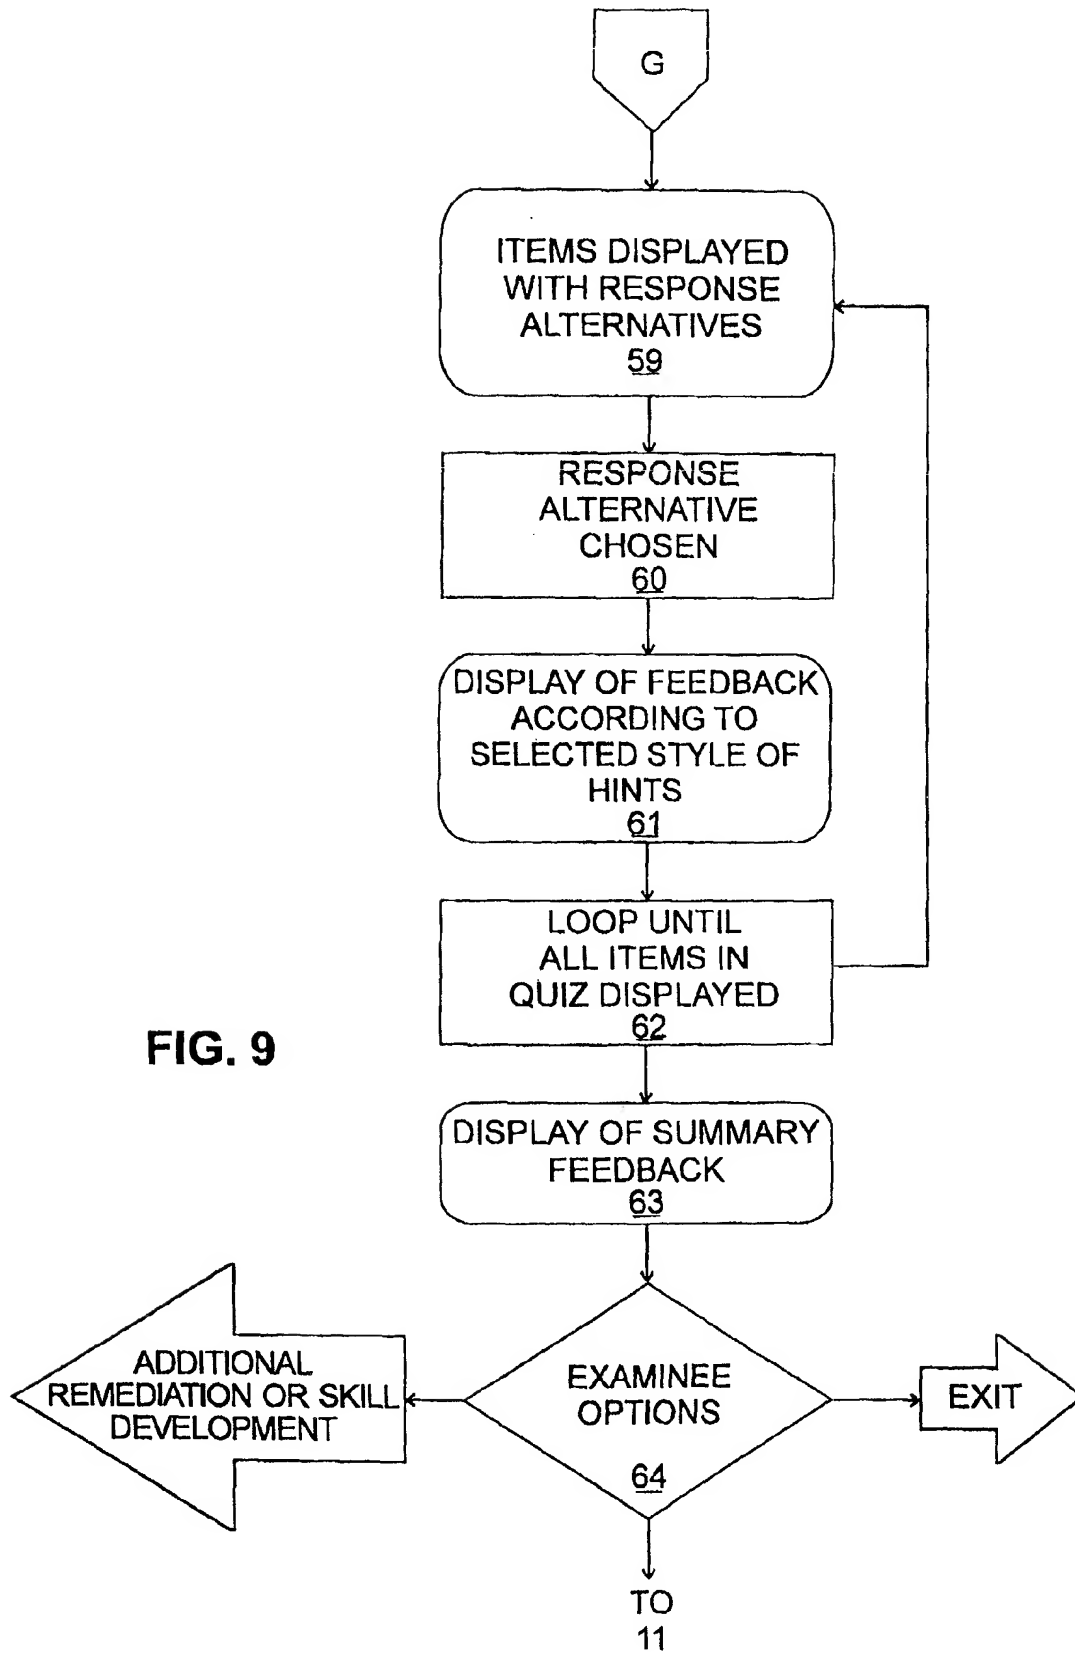 G
ITEMS DISPLAYED
WITH RESPONSE
ALTERNATIVES
59
RESPONSE
ALTERNATIVE
CHOSEN
60
DISPLAY OF FEEDBACK
ACCORDING TO
SELECTED STYLE OF
HINTS
61
LOOP UNTIL
ALL ITEMS IN
QUIZ DISPLAYED
62
FIG. 9
DISPLAY OF SUMMARY
FEEDBACK
63
ADDITIONAL
REMEDIATION OR SKILL
DEVELOPMENT
EXAMINEE
OPTIONS
64
EXIT
TO
11